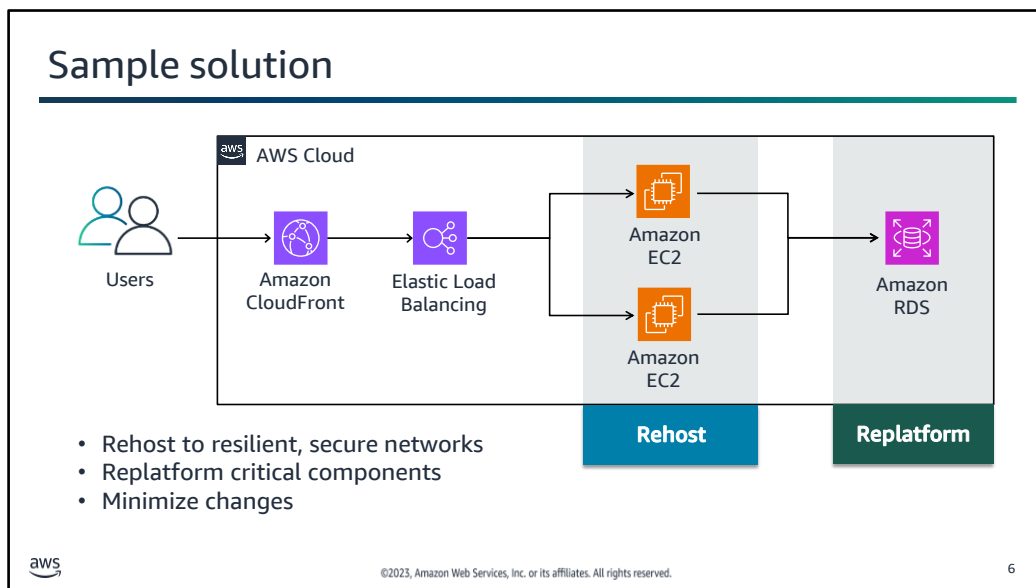 Sample solution
aws
AWS Cloud
Users
Amazon
CloudFront
Elastic Load
Balancing
Amazon
EC2
Amazon
EC2
Amazon
RDS
Rehost
Replatform
• Rehost to resilient, secure networks
• Replatform critical components
• Minimize changes
aws
©2023, Amazon Web Services, Inc. or its affiliates. All rights reserved.
6